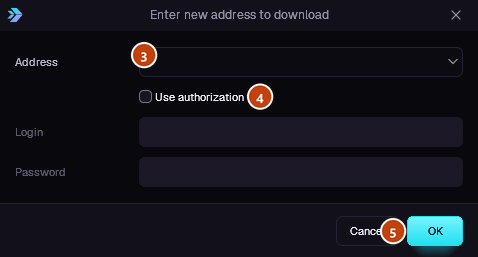 Enter new address to download
Address
3
Use authorization
4
Login
Password
Cance
5
OK